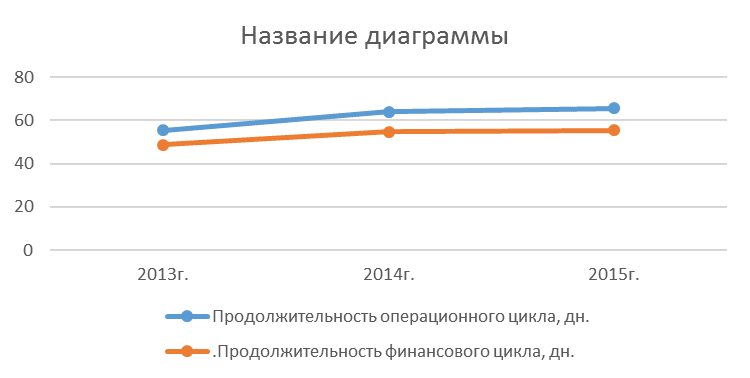 Название диаграммы
80
60
40
20
0
2013г.
2014г.
2015г.
Продолжительность операционного цикла, дн.
.Продолжительность финансового цикла, дн.